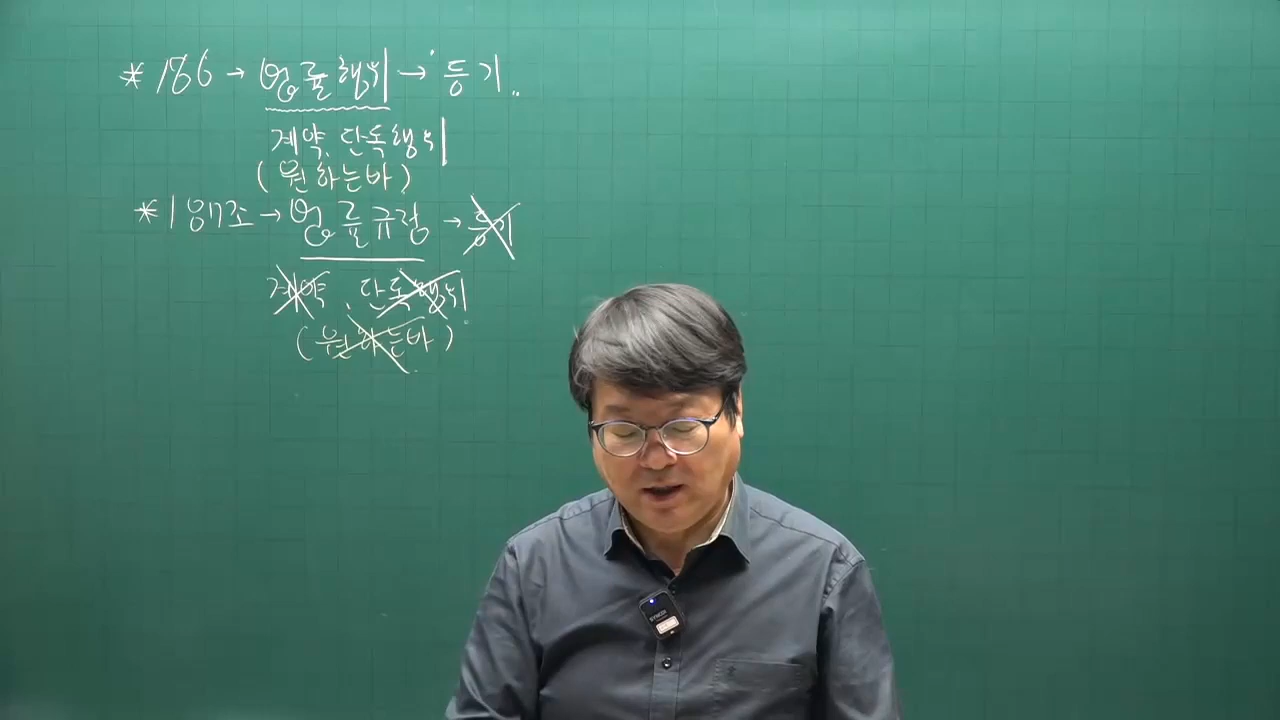 * 186 → 법률행위 → 등기..
계약, 단독행위
(원하는바)
* 187조 → 법률규정 → 등기
계약, 단독행위
(원하는바)